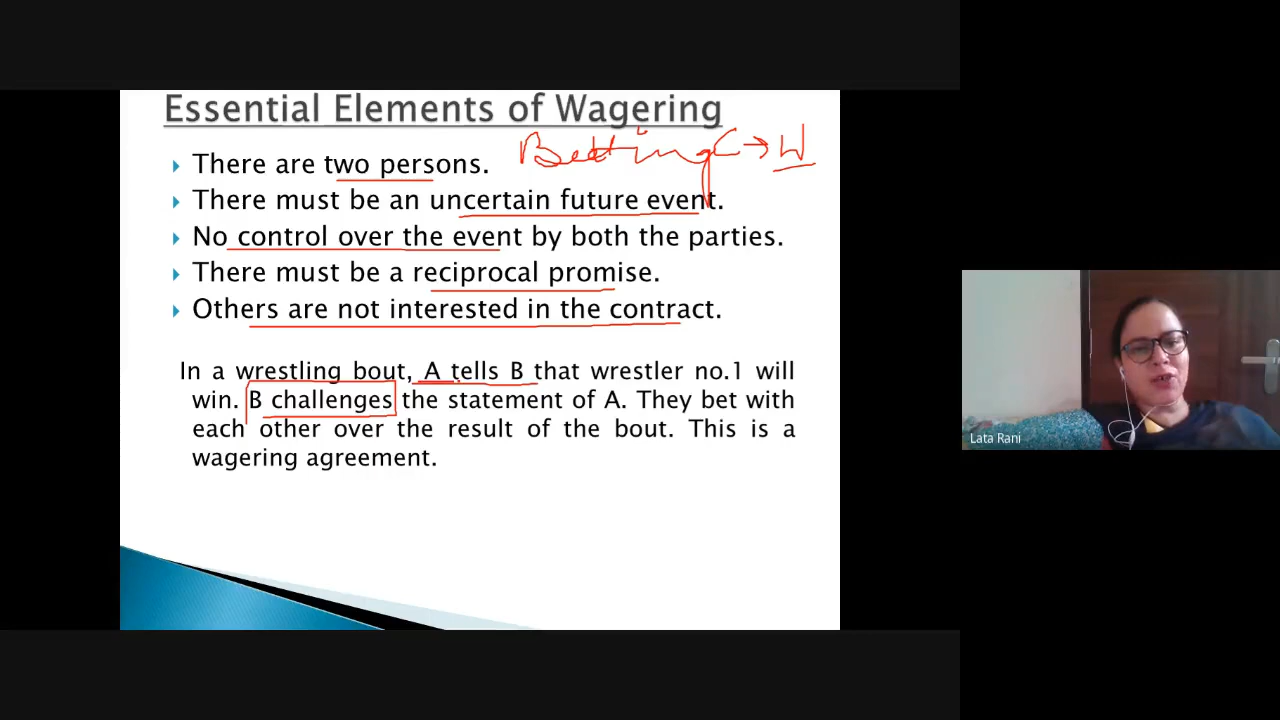 Essential Elements of Wagering
Betting C → W
There are two persons.
There must be an uncertain future event.
No control over the event by both the parties.
There must be a reciprocal promise.
Others are not interested in the contract.
In a wrestling bout, A tells B that wrestler no.1 will
win. B challenges the statement of A. They bet with
each other over the result of the bout. This is a
wagering agreement.
Lata Rani